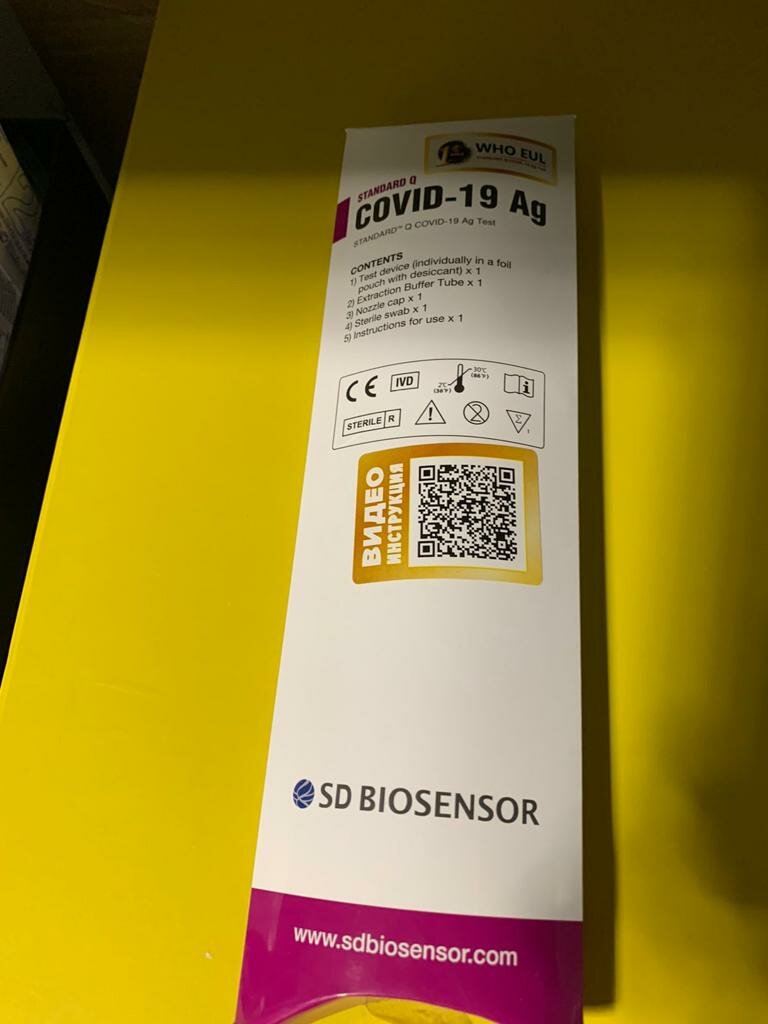 WHO EUL
STANDARD Q
COVID-19 Ag
STANDARD™ Q COVID-19 Ag Test
CONTENTS
1) Test device (individually in a foil
pouch with desiccant) x 1
2) Extraction Buffer Tube x 1
3) Nozzle cap x 1
4) Sterile swab x 1
5) Instructions for use x 1
CE IVD 2℃ (36℉) 30℃ (86℉) i
STERILE R 2 Σ 1
ВИДЕО
ИНСТРУКЦИЯ
SD BIOSENSOR
www.sdbiosensor.com